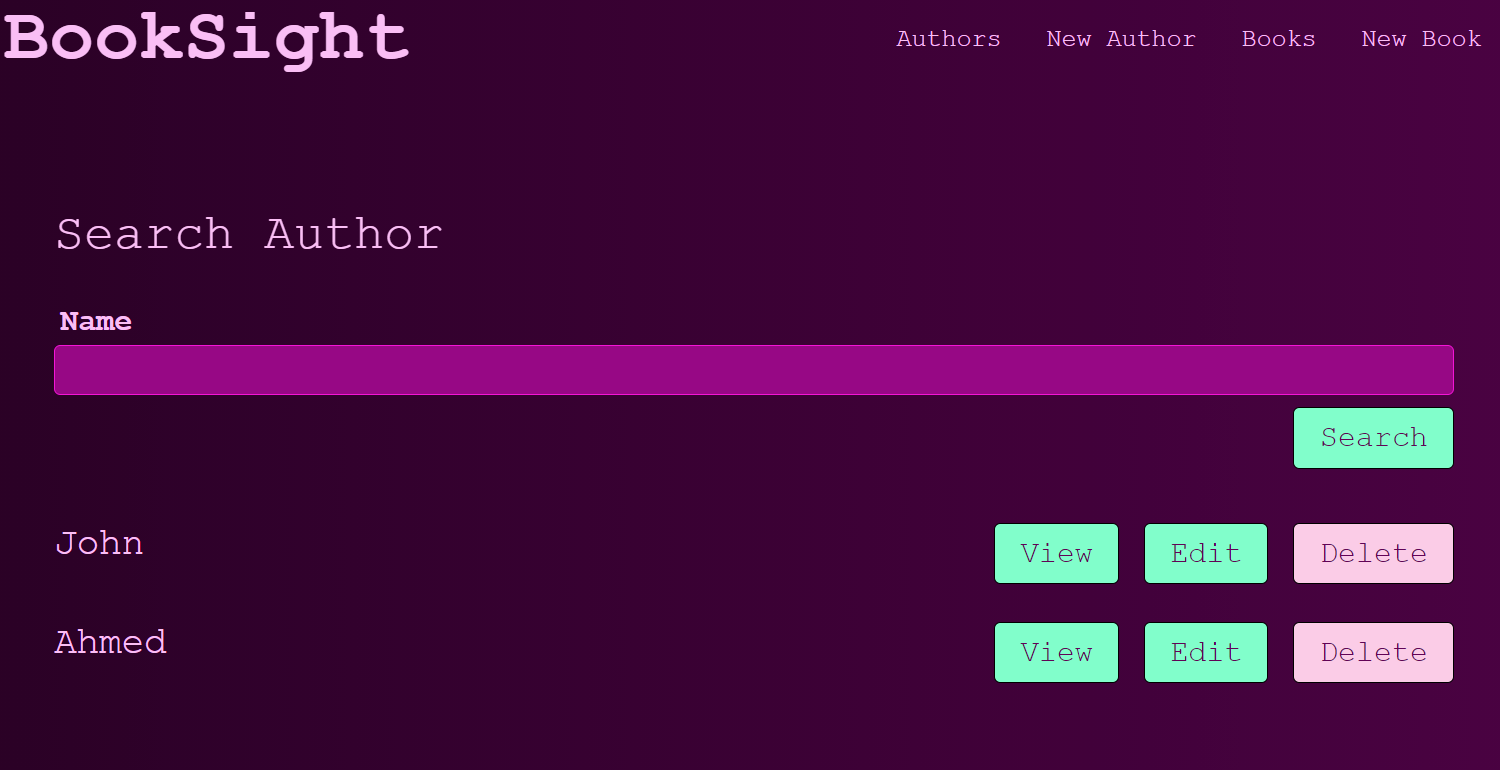 BookSight
Authors New Author Books New Book
Search Author
Name
Search
John View Edit Delete
Ahmed View Edit Delete